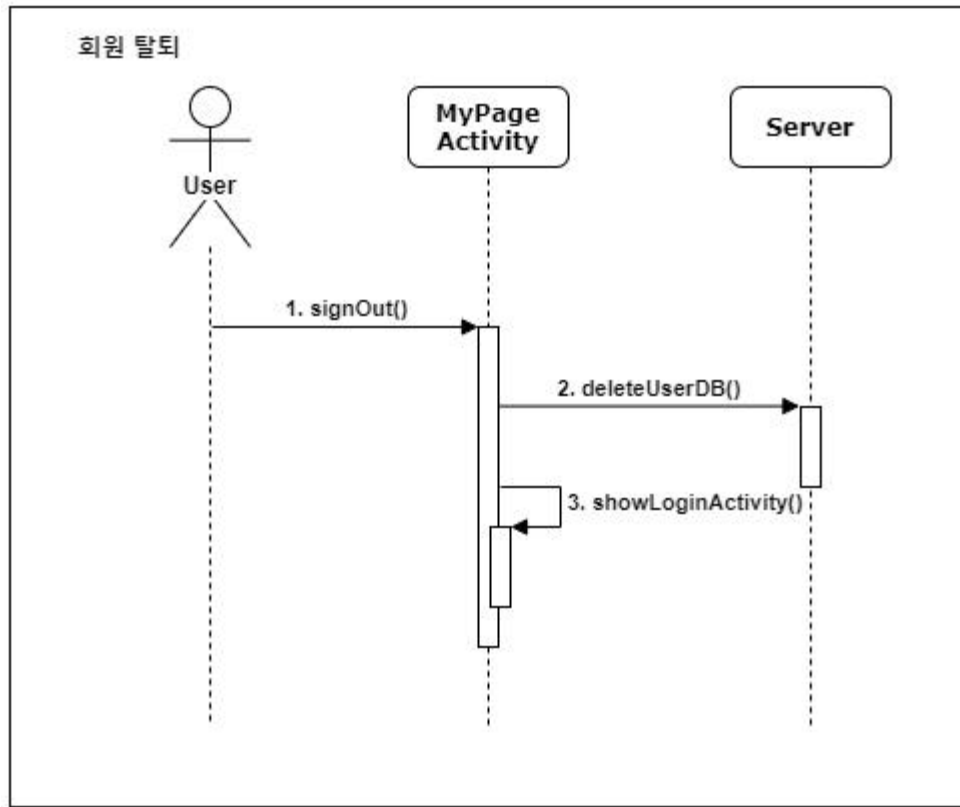 회원 탈퇴
MyPage
Activity
Server
User
1. signOut()
2. deleteUserDB()
3. showLoginActivity()